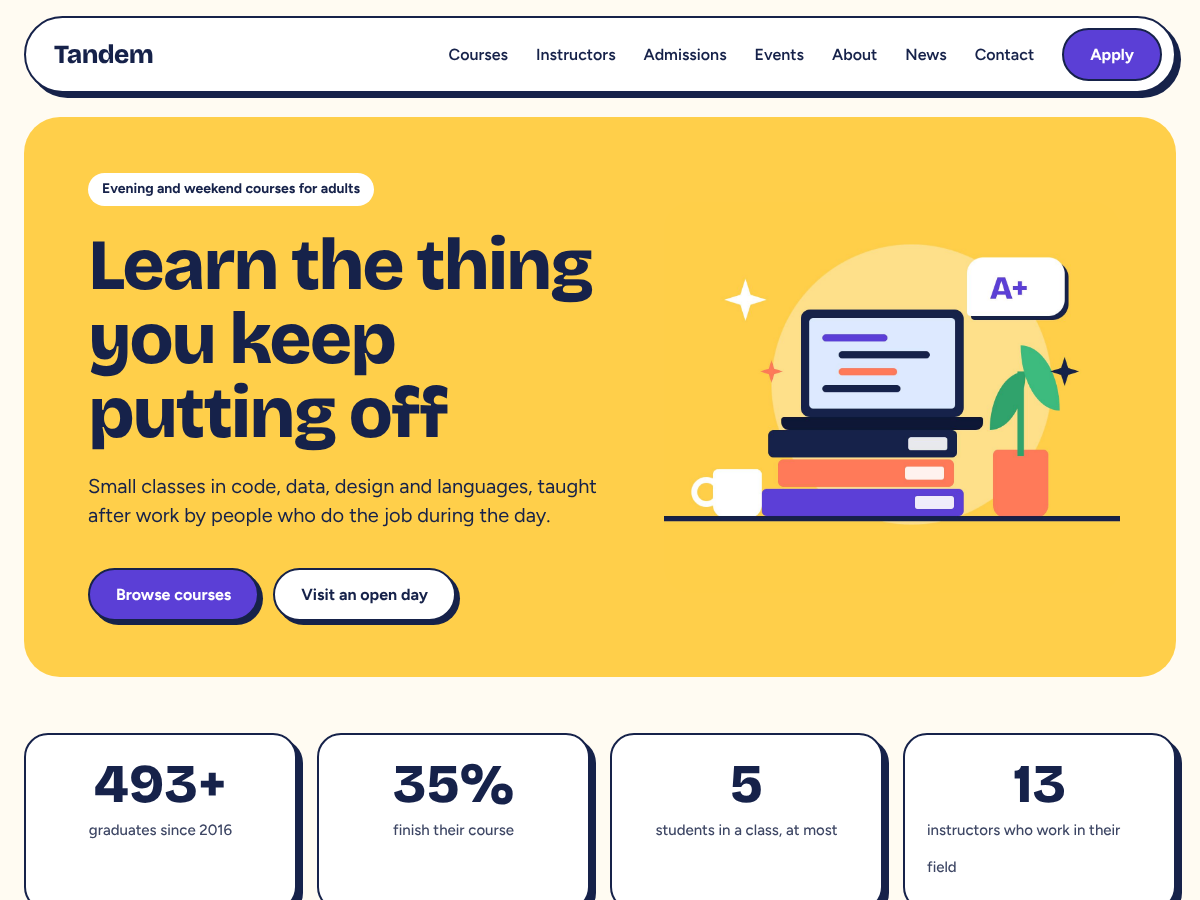 Tandem
Courses Instructors Admissions Events About News Contact Apply
Evening and weekend courses for adults
Learn the thing
you keep
putting off
Small classes in code, data, design and languages, taught
after work by people who do the job during the day.
Browse courses Visit an open day
A+
493+
graduates since 2016
35%
finish their course
5
students in a class, at most
13
instructors who work in their
field